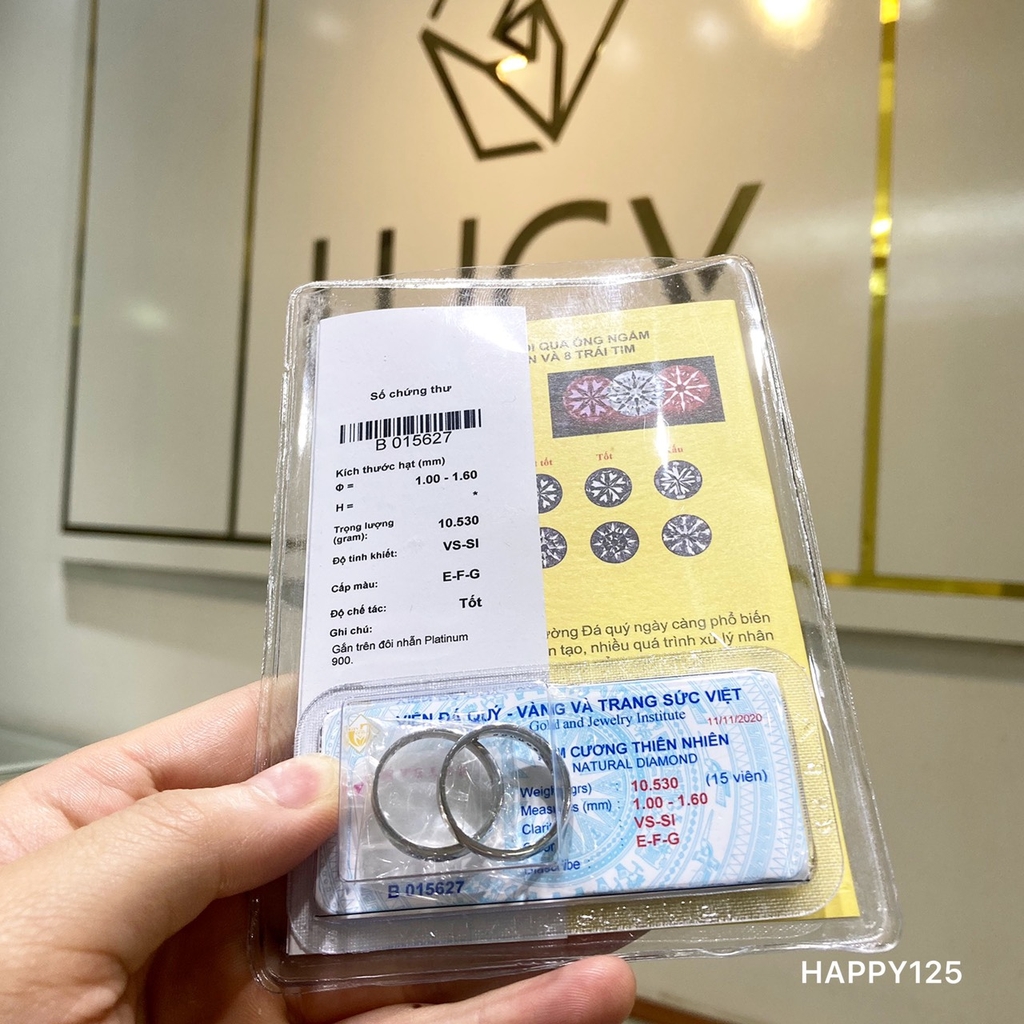 LUCY
Số chứng thư
B 015627
Kích thước hạt (mm)
Φ = 1.00 - 1.60
H = *
Trọng lượng
(gram): 10.530
Độ tinh khiết: VS-SI
Cấp màu: E-F-G
Độ chế tác: Tốt
Ghi chú:
Gắn trên đôi nhẫn Platinum
900.
QUA ỐNG NGẮM
VÀ 8 TRÁI TIM
tốt Tốt
Đá quý ngày càng phổ biến
tạo, nhiều quá trình xử lý nhân
VIỆN ĐÁ QUÝ - VÀNG VÀ TRANG SỨC VIỆT
Gold and Jewelry Institute 11/11/2020
CƯƠNG THIÊN NHIÊN
NATURAL DIAMOND
10.530 (15 viên)
(mm) : 1.00 - 1.60
VS-SI
E-F-G
B 015627
HAPPY125